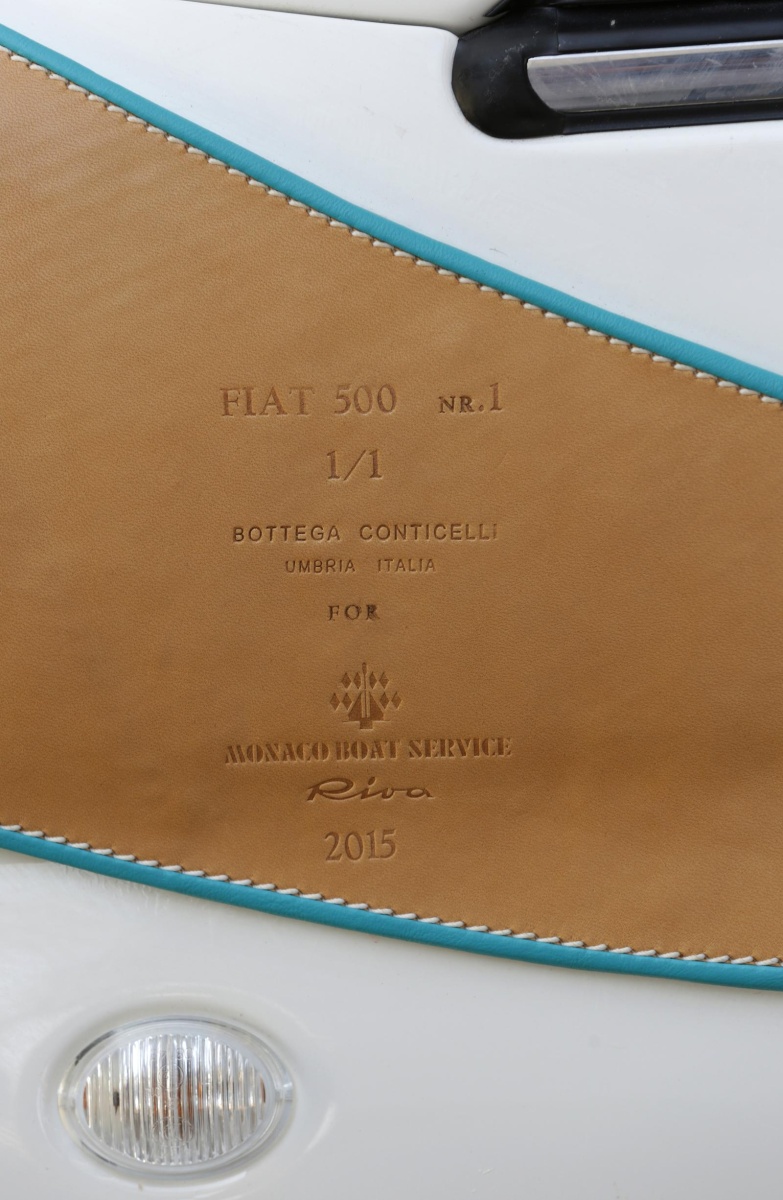 FIAT 500 NR.1
1/1
BOTTEGA CONTICELLI
UMBRIA ITALIA
FOR
MONACO BOAT SERVICE
Riva
2015